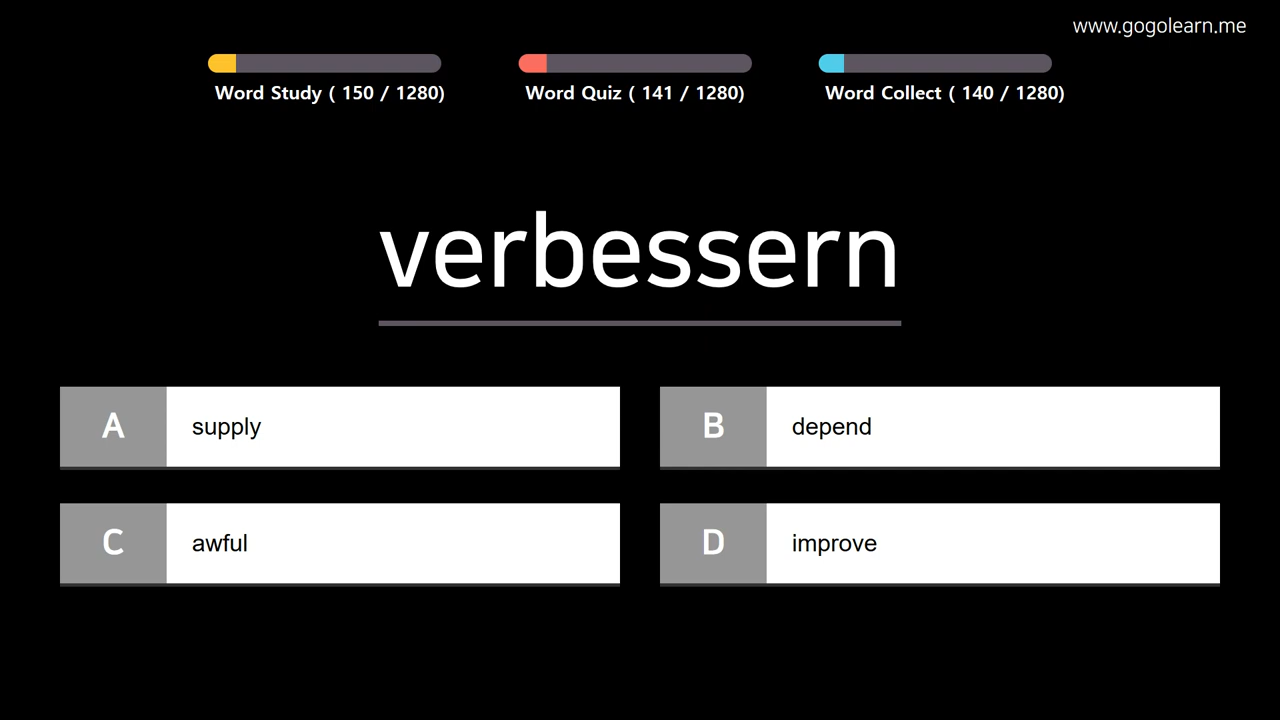 www.gogolearn.me
Word Study ( 150 / 1280)
Word Quiz ( 141 / 1280)
Word Collect ( 140 / 1280)
verbessern
A supply
B depend
C awful
D improve